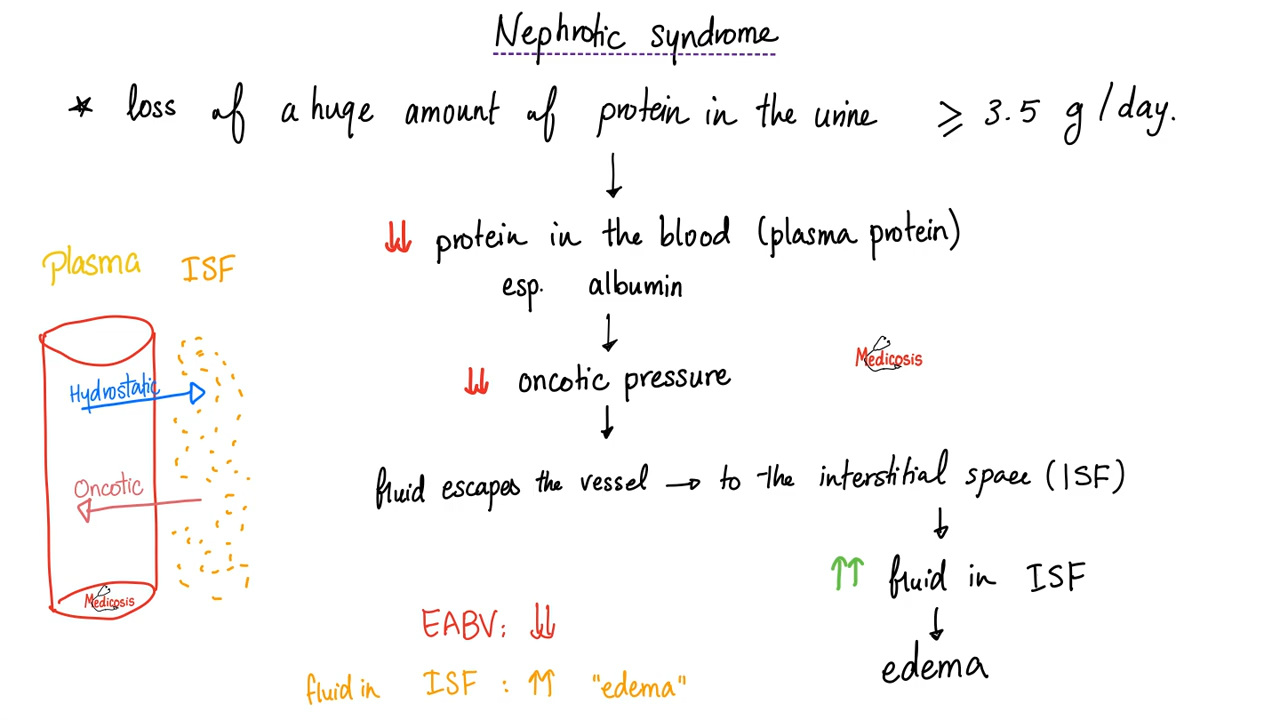 Nephrotic syndrome
* loss of a huge amount of protein in the urine ≥ 3.5 g/day.
↓
↓↓ protein in the blood (plasma protein)
esp. albumin
↓
↓↓ oncotic pressure
↓
fluid escapes the vessel → to the interstitial space (ISF)
↓
↑↑ fluid in ISF
↓
edema
plasma ISF
Hydrostatic
Oncotic
Medicosis
Medicosis
EABV: ↓↓
fluid in ISF: ↑↑ "edema"